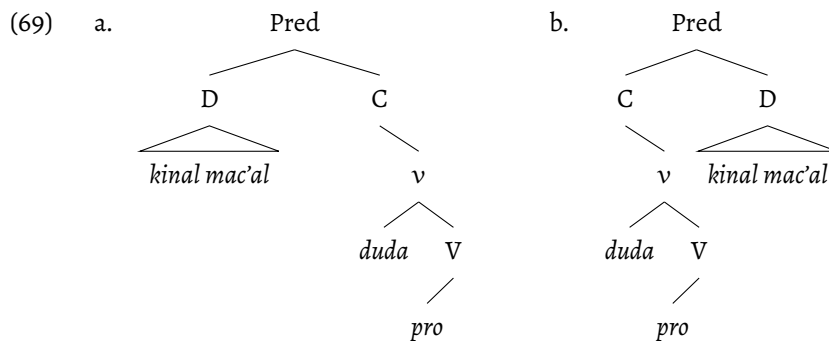 (69) a. Pred b. Pred
D C C D
kinal mac’al v v kinal mac’al
duda V duda V
pro pro